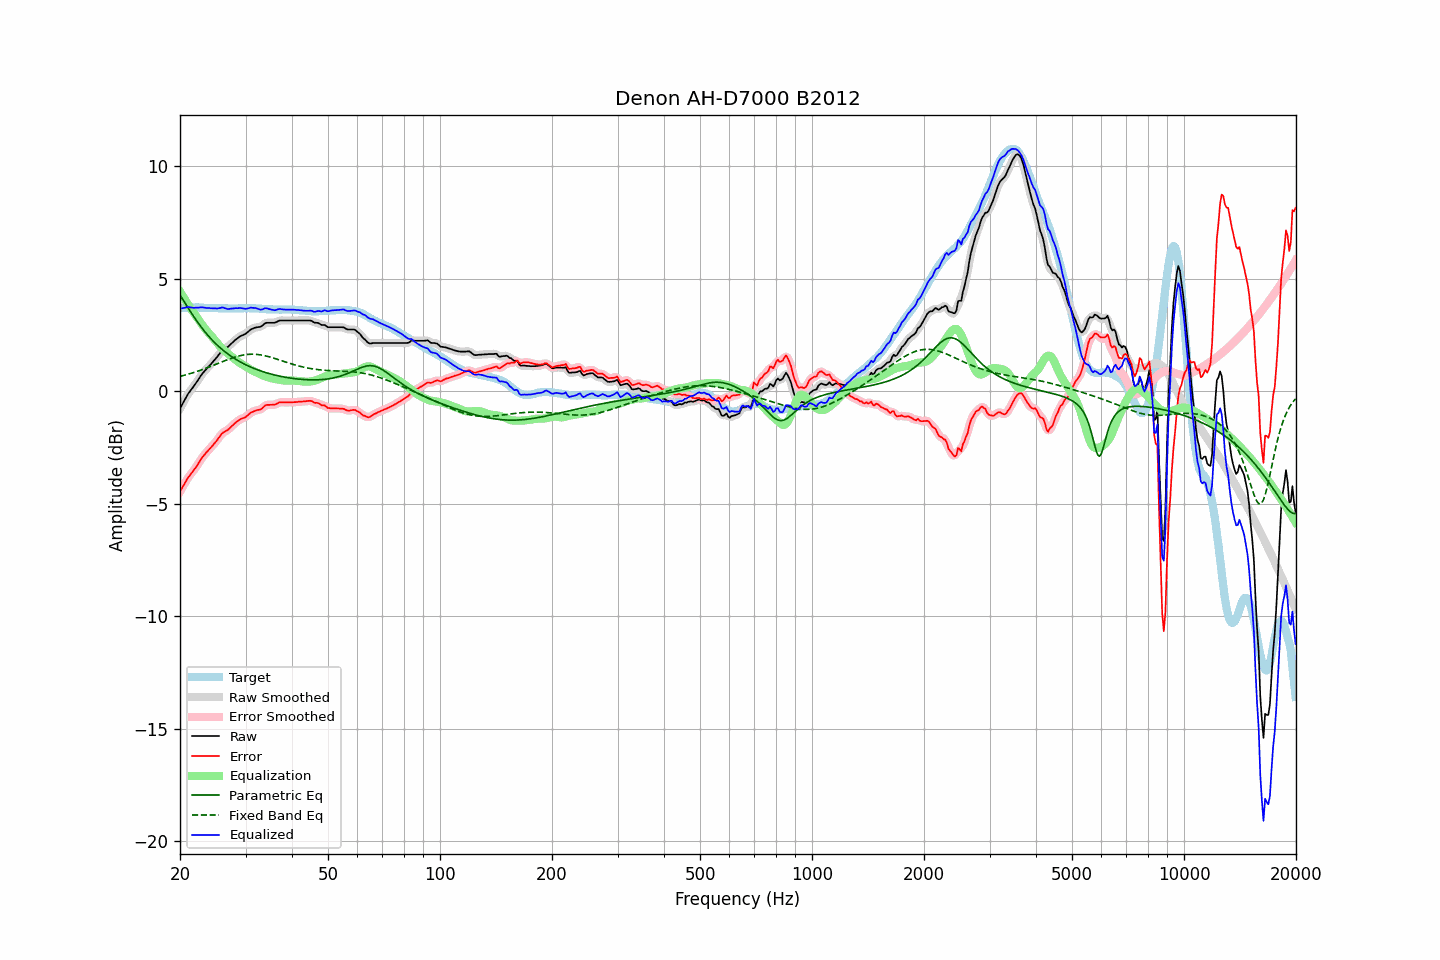 Denon AH-D7000 B2012
Amplitude (dBr)
10
5
0
−5
−10
−15
−20
Target
Raw Smoothed
Error Smoothed
Raw
Error
Equalization
Parametric Eq
Fixed Band Eq
Equalized
20 50 100 200 500 1000 2000 5000 10000 20000
Frequency (Hz)